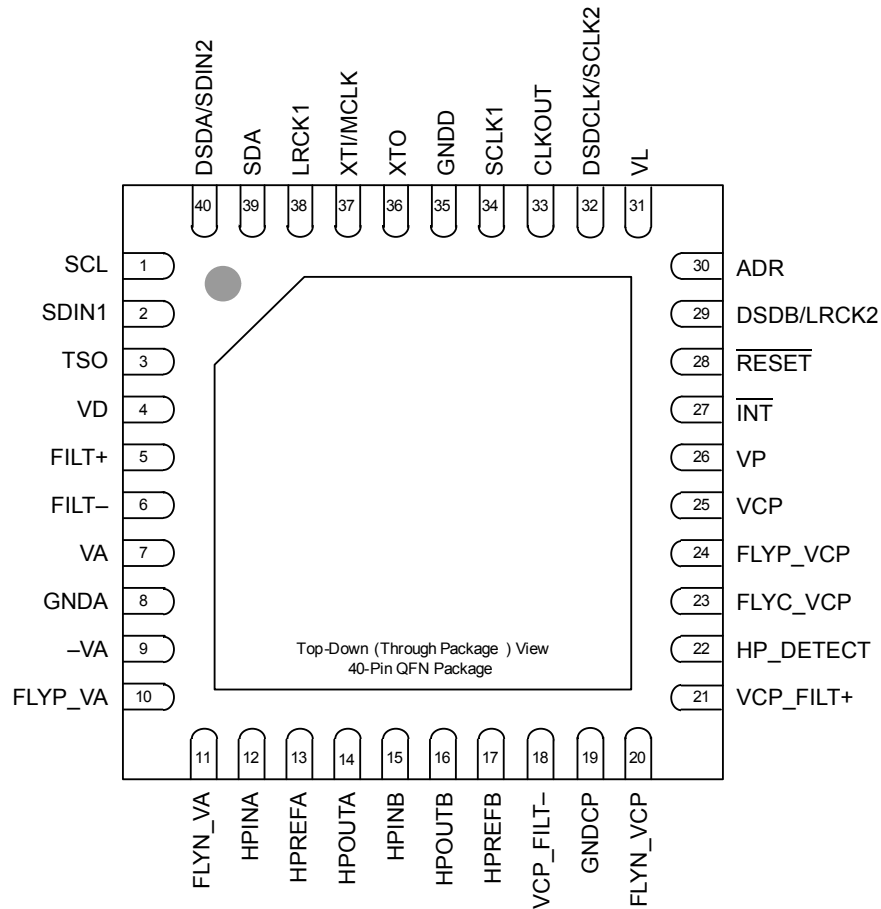 DSDA/SDIN2
SDA
LRCK1
XTI/MCLK
XTO
GNDD
SCLK1
CLKOUT
DSDCLK/SCLK2
VL
40
39
38
37
36
35
34
33
32
31
SCL 1
SDIN1 2
TSO 3
VD 4
FILT+ 5
FILT– 6
VA 7
GNDA 8
–VA 9
FLYP_VA 10
30 ADR
29 DSDB/LRCK2
28 RESET
27 INT
26 VP
25 VCP
24 FLYP_VCP
23 FLYC_VCP
22 HP_DETECT
21 VCP_FILT+
Top-Down (Through Package ) View
40-Pin QFN Package
11
12
13
14
15
16
17
18
19
20
FLYN_VA
HPINA
HPREFA
HPOUTA
HPINB
HPOUTB
HPREFB
VCP_FILT–
GNDCP
FLYN_VCP